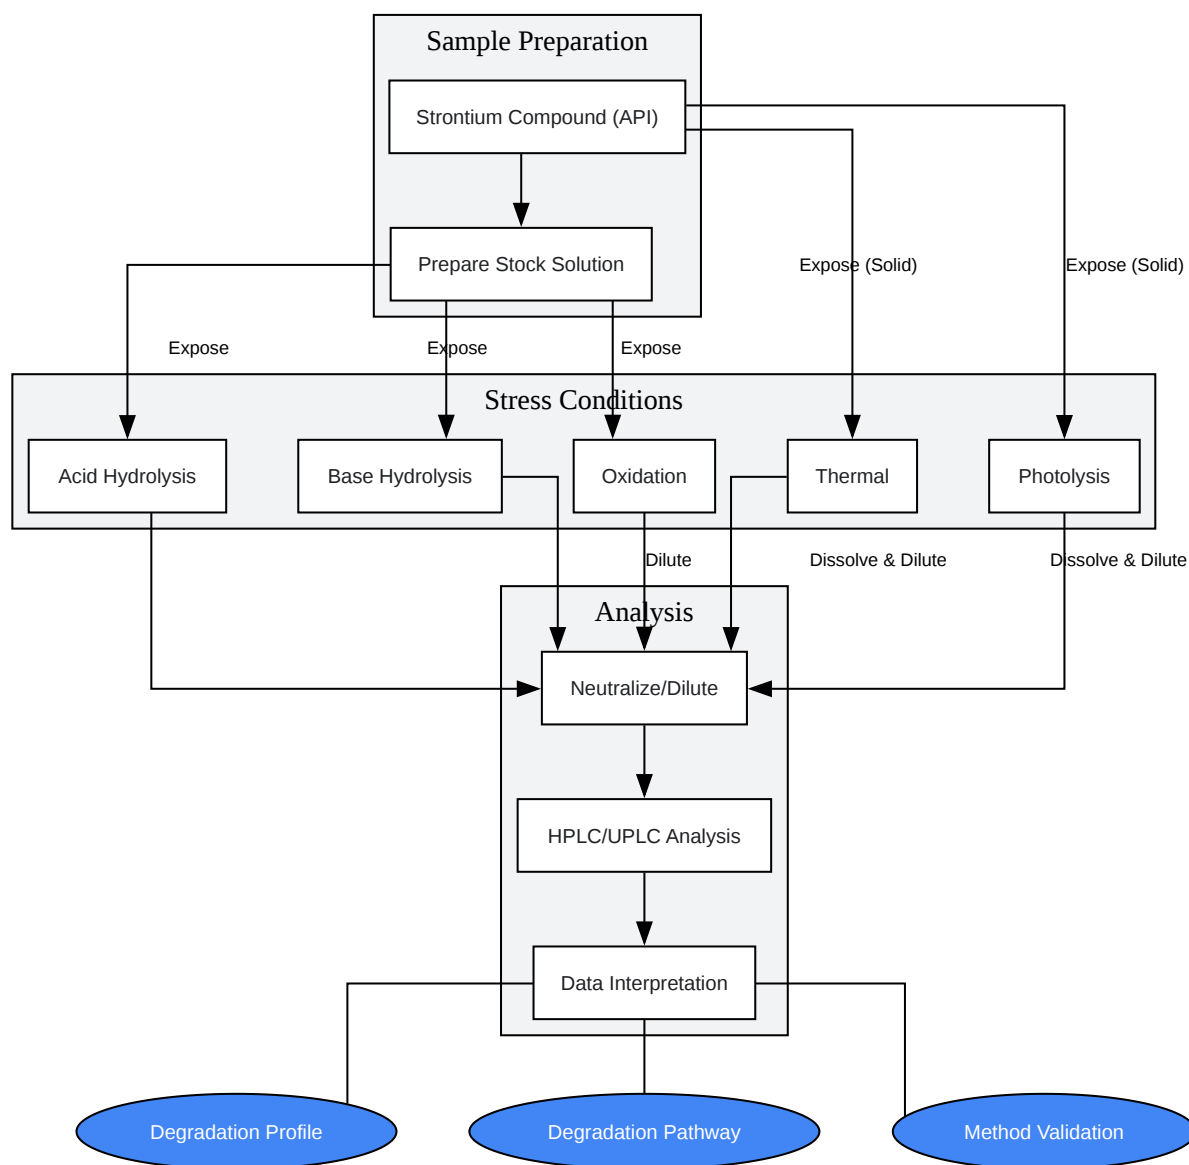 Sample Preparation
Strontium Compound (API)
Prepare Stock Solution
Expose (Solid)
Expose (Solid)
Expose
Expose
Expose
Stress Conditions
Acid Hydrolysis
Base Hydrolysis
Oxidation
Thermal
Photolysis
Dilute
Dissolve & Dilute
Dissolve & Dilute
Analysis
Neutralize/Dilute
HPLC/UPLC Analysis
Data Interpretation
Degradation Profile
Degradation Pathway
Method Validation